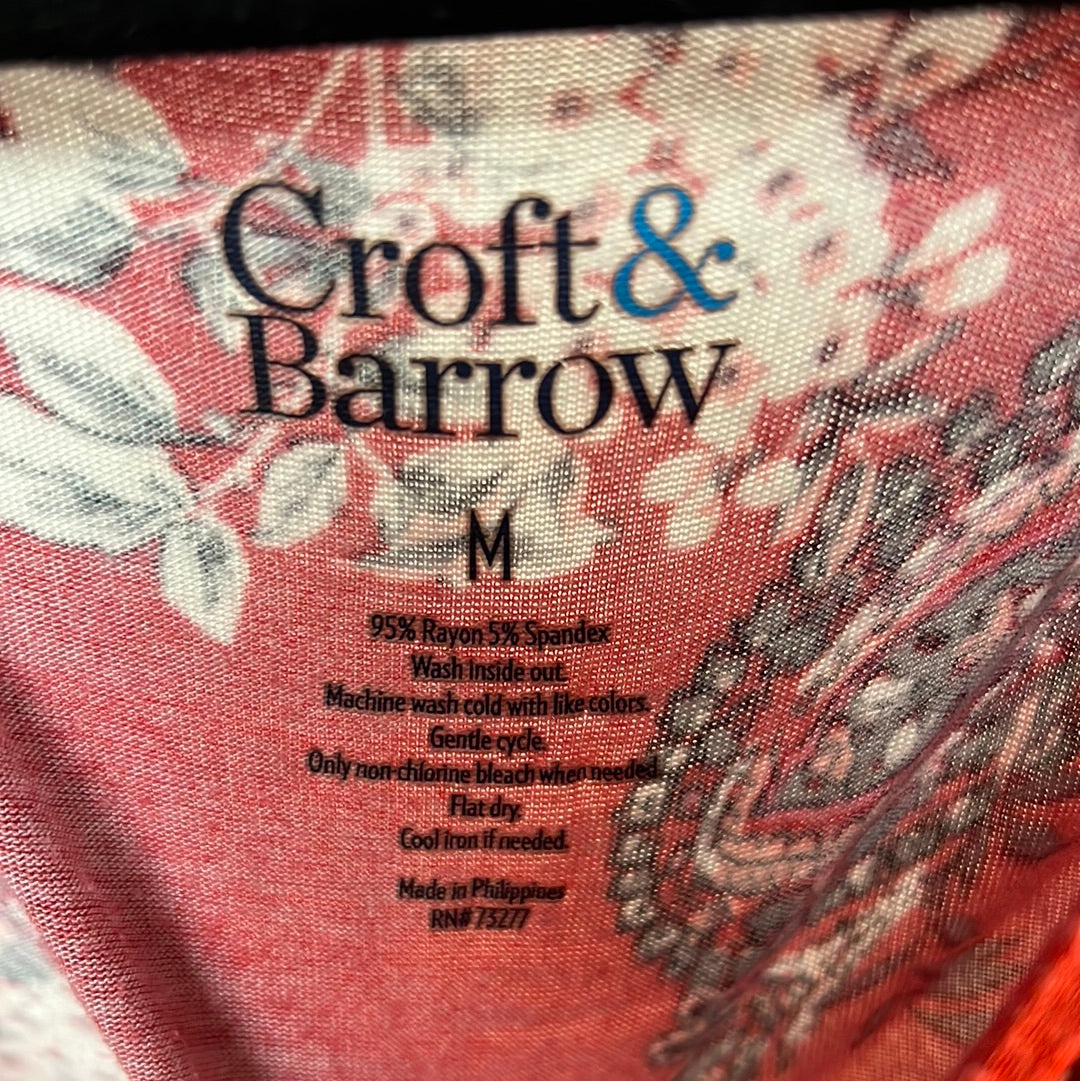 Croft &
Barrow
M
95% Rayon 5% Spandex
Wash inside out.
Machine wash cold with like colors.
Gentle cycle.
Only non-chlorine bleach when needed.
Flat dry.
Cool iron if needed.
Made in Philippines
RN# 73277